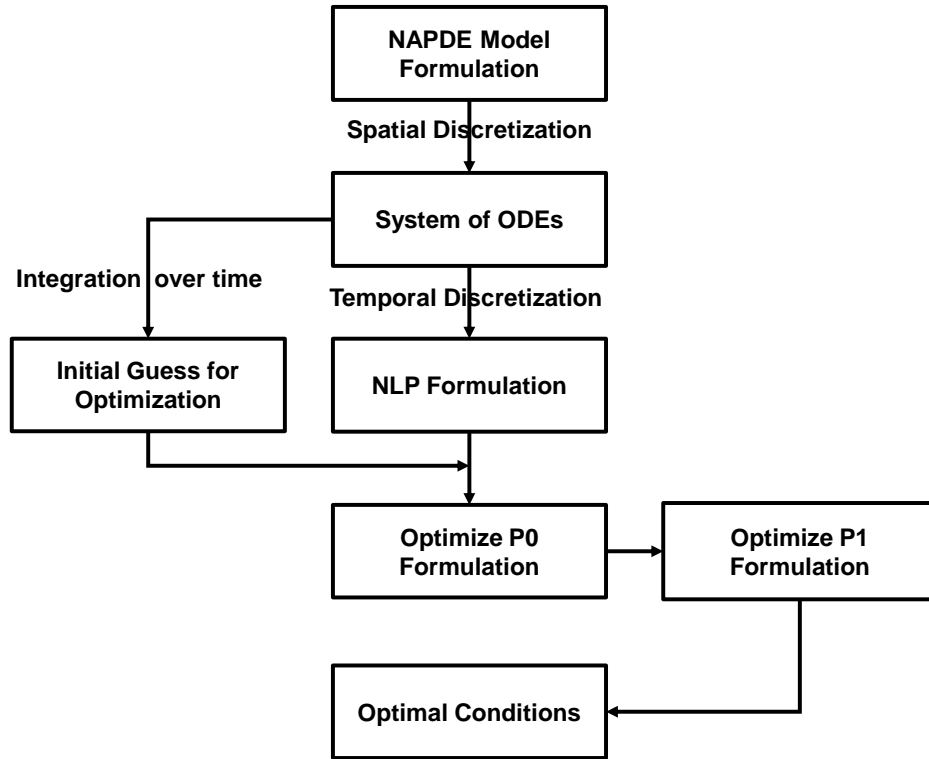 NAPDE Model
Formulation
Spatial Discretization
System of ODEs
Integration over time
Temporal Discretization
Initial Guess for
Optimization
NLP Formulation
Optimize P0
Formulation
Optimize P1
Formulation
Optimal Conditions